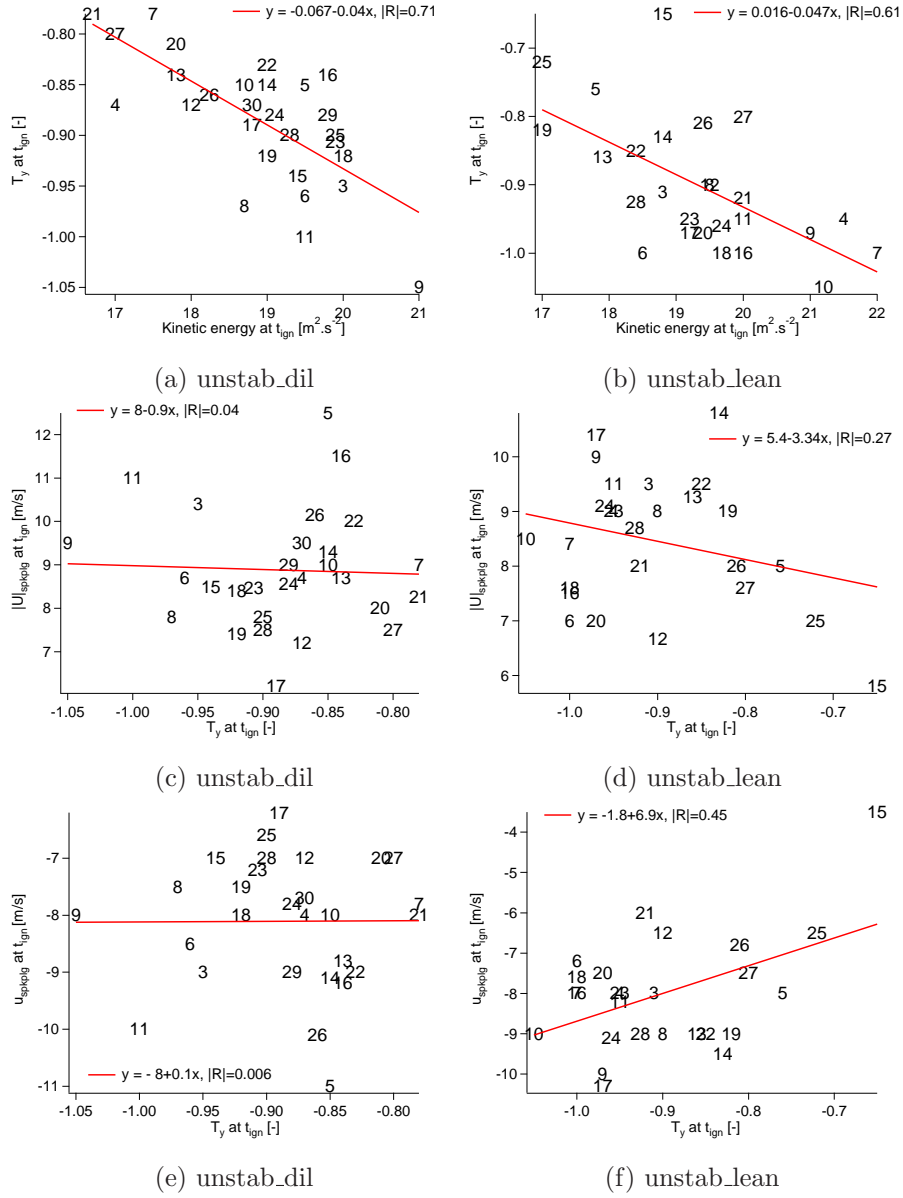 y = -0.067-0.04x, |R|=0.71
21 7
27
20
22
13 16
10 14 5
26
4 12 30
24 29
19
28 25
23
19 18
15
3
6
8
11
9
-0.80
-0.85
-0.90
-0.95
-1.00
-1.05
T_y at t_ign [-]
17 18 19 20 21
Kinetic energy at t_ign [m².s⁻²]
(a) unstab_dil
y = 0.016-0.047x, |R|=0.61
15
25
5
20
26
19
14
22
13
8 12
3
21
28
23 11 4
24
17 20 9
6 18 16 7
10
-0.7
-0.8
-0.9
-1.0
T_y at t_ign [-]
17 18 19 20 21 22
Kinetic energy at t_ign [m².s⁻²]
(b) unstab_lean
y = 8-0.9x, |R|=0.04
5
16
11
3
26
22
9 30
14
29 10 7
6 4 13
15 23 24
18
21
20
8 25
28 27
19
12
17
12
11
10
9
8
7
|U|_spkplg at t_ign [m/s]
-1.05 -1.00 -0.95 -0.90 -0.85 -0.80
T_y at t_ign [-]
(c) unstab_dil
y = 5.4-3.34x, |R|=0.27
14
17
9
11 3 22
13
24
23 8 19
28
10 7
21 26 5
18 20
16
6 20 25
12
15
10
9
8
7
6
|U|_spkplg at t_ign [m/s]
-1.0 -0.9 -0.8 -0.7
T_y at t_ign [-]
(d) unstab_lean
y = - 8+0.1x, |R|=0.006
17
25
15 28 12 20 27
23
8 19
30
24 7
9 18 4 10 21
6
13
3 29 22
14
16
11
26
5
-7
-8
-9
-10
-11
u_spkplg at t_ign [m/s]
-1.05 -1.00 -0.95 -0.90 -0.85 -0.80
T_y at t_ign [-]
(e) unstab_dil
y = -1.8+6.9x, |R|=0.45
15
21
12 25
26
6
20 20
18
7 16 4 23 3 5
11
10 28 8 13 22 19
24
14
9
17
-4
-5
-6
-7
-8
-9
-10
u_spkplg at t_ign [m/s]
-1.0 -0.9 -0.8 -0.7
T_y at t_ign [-]
(f) unstab_lean